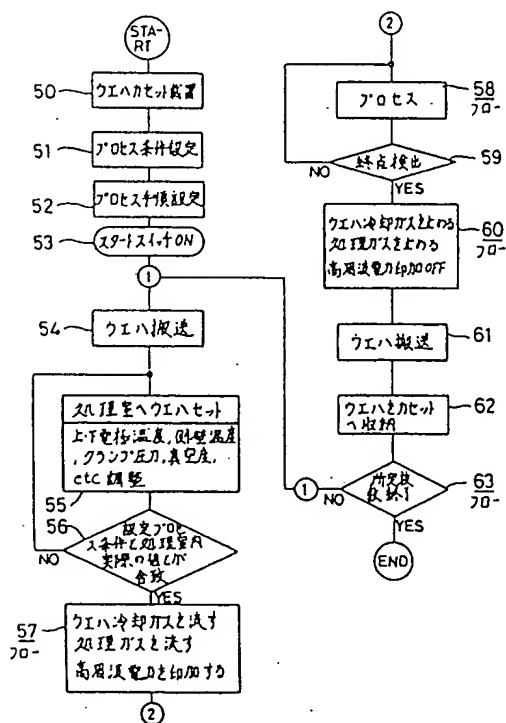 STA-
RT
50
ウエハカセット載置
51
プロセス条件設定
52
プロセス手順設定
53
スタートスイッチON
1
54
ウエハ搬送
処理室へウエハセット
上下電極温度,側壁温度
,クランプ圧力,真空度,
etc 調整
55
56
設定プロセ
ス条件と処理室内
実際の値とが
合致
NO
YES
57
フロー
ウエハ冷却ガスを流す
処理ガスを流す
高周波電力を印加する
2
2
プロセス
58
フロー
終点検出
59
NO
YES
ウエハ冷却ガスを止める
処理ガスを止める
高周波電力印加OFF
60
フロー
ウエハ搬送
61
ウエハをカセット
へ収納
62
1
NO
所定枚
数終了
63
フロー
YES
END